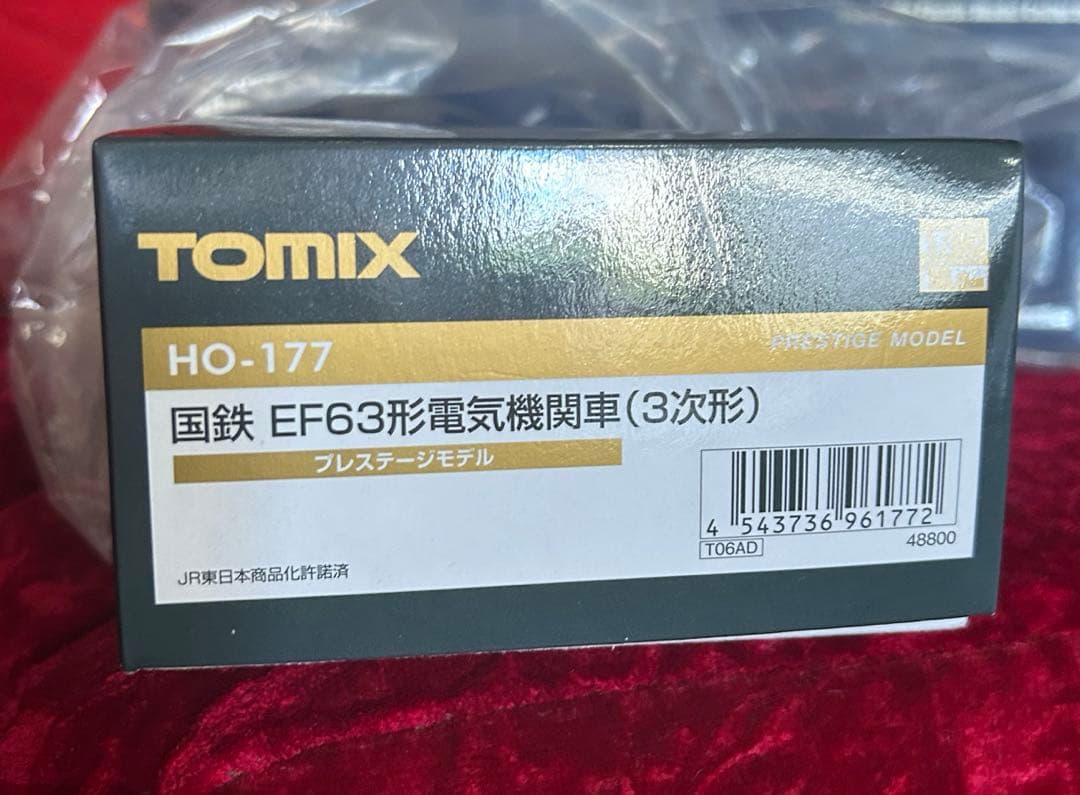 TOMIX
HO-177
PRESTIGE MODEL
国鉄 EF63形電気機関車(3次形)
プレステージモデル
4 543736 961772
T06AD
48800
JR東日本商品化許諾済